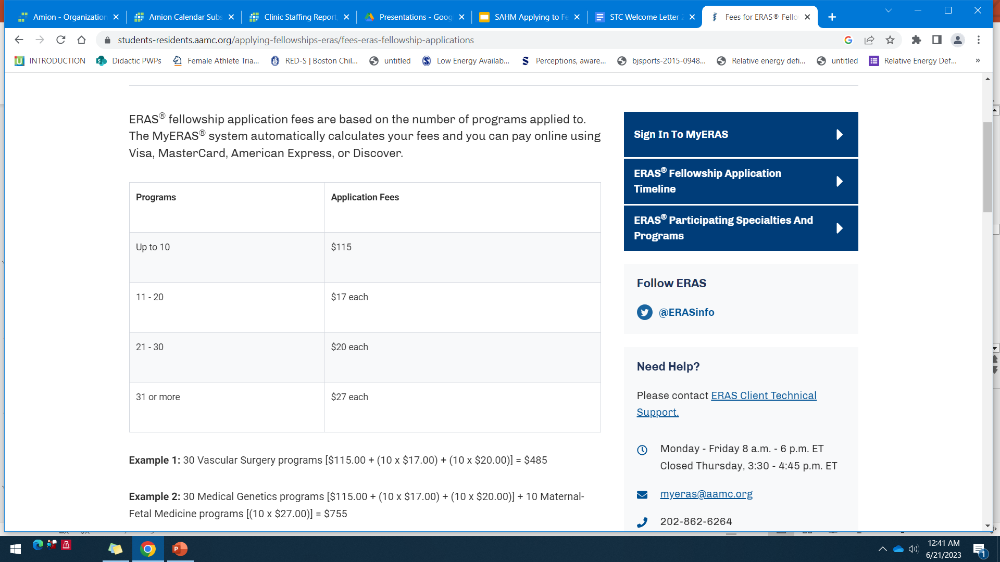 Amion - Organization
Amion Calendar Subs
Clinic Staffing Report,
Presentations - Goog
SAHM Applying to Fe
STC Welcome Letter 2
Fees for ERAS® Fello
students-residents.aamc.org/applying-fellowships-eras/fees-eras-fellowship-applications
INTRODUCTION
Didactic PWPs
Female Athlete Tria...
RED-S | Boston Chil...
untitled
Low Energy Availab...
Perceptions, aware...
bjsports-2015-0948...
Relative energy defi...
untitled
Relative Energy Def...
»
ERAS® fellowship application fees are based on the number of programs applied to.
The MyERAS® system automatically calculates your fees and you can pay online using
Visa, MasterCard, American Express, or Discover.
Programs
Application Fees
Up to 10
$115
11 - 20
$17 each
21 - 30
$20 each
31 or more
$27 each
Example 1: 30 Vascular Surgery programs [$115.00 + (10 x $17.00) + (10 x $20.00)] = $485
Example 2: 30 Medical Genetics programs [$115.00 + (10 x $17.00) + (10 x $20.00)] + 10 Maternal-
Fetal Medicine programs [(10 x $27.00)] = $755
Sign In To MyERAS
ERAS® Fellowship Application
Timeline
ERAS® Participating Specialties And
Programs
Follow ERAS
@ERASinfo
Need Help?
Please contact ERAS Client Technical
Support.
Monday - Friday 8 a.m. - 6 p.m. ET
Closed Thursday, 3:30 - 4:45 p.m. ET
myeras@aamc.org
202-862-6264
12:41 AM
6/21/2023
1